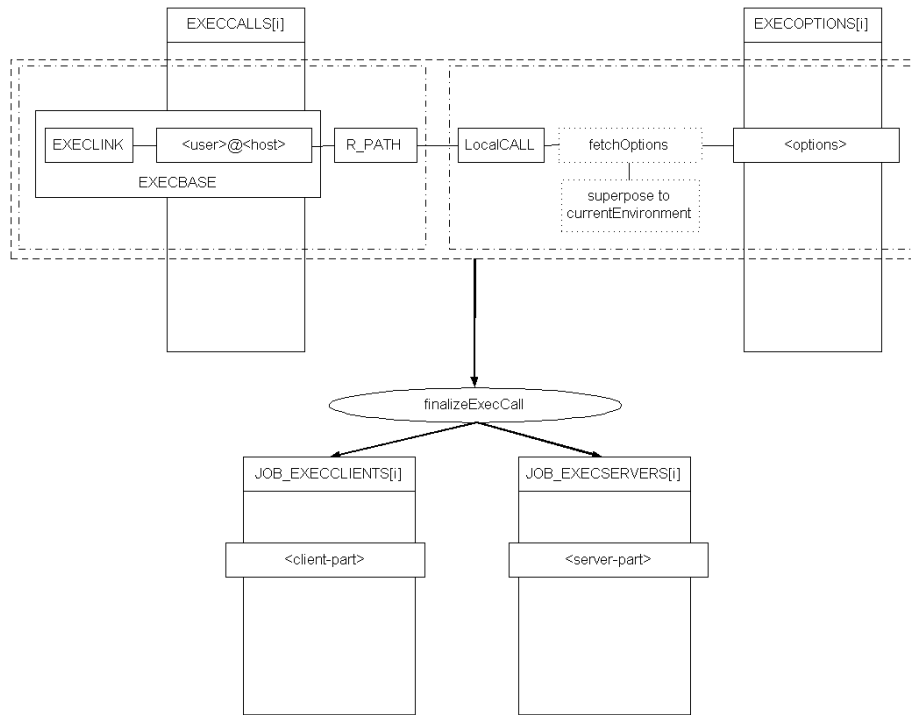 EXECCALLS[i]
EXECOPTIONS[i]
EXECLINK
<user>@<host>
R_PATH
LocalCALL
fetchOptions
<options>
EXECBASE
superpose to
currentEnvironment
finalizeExecCall
JOB_EXECCLIENTS[i]
JOB_EXECSERVERS[i]
<client-part>
<server-part>